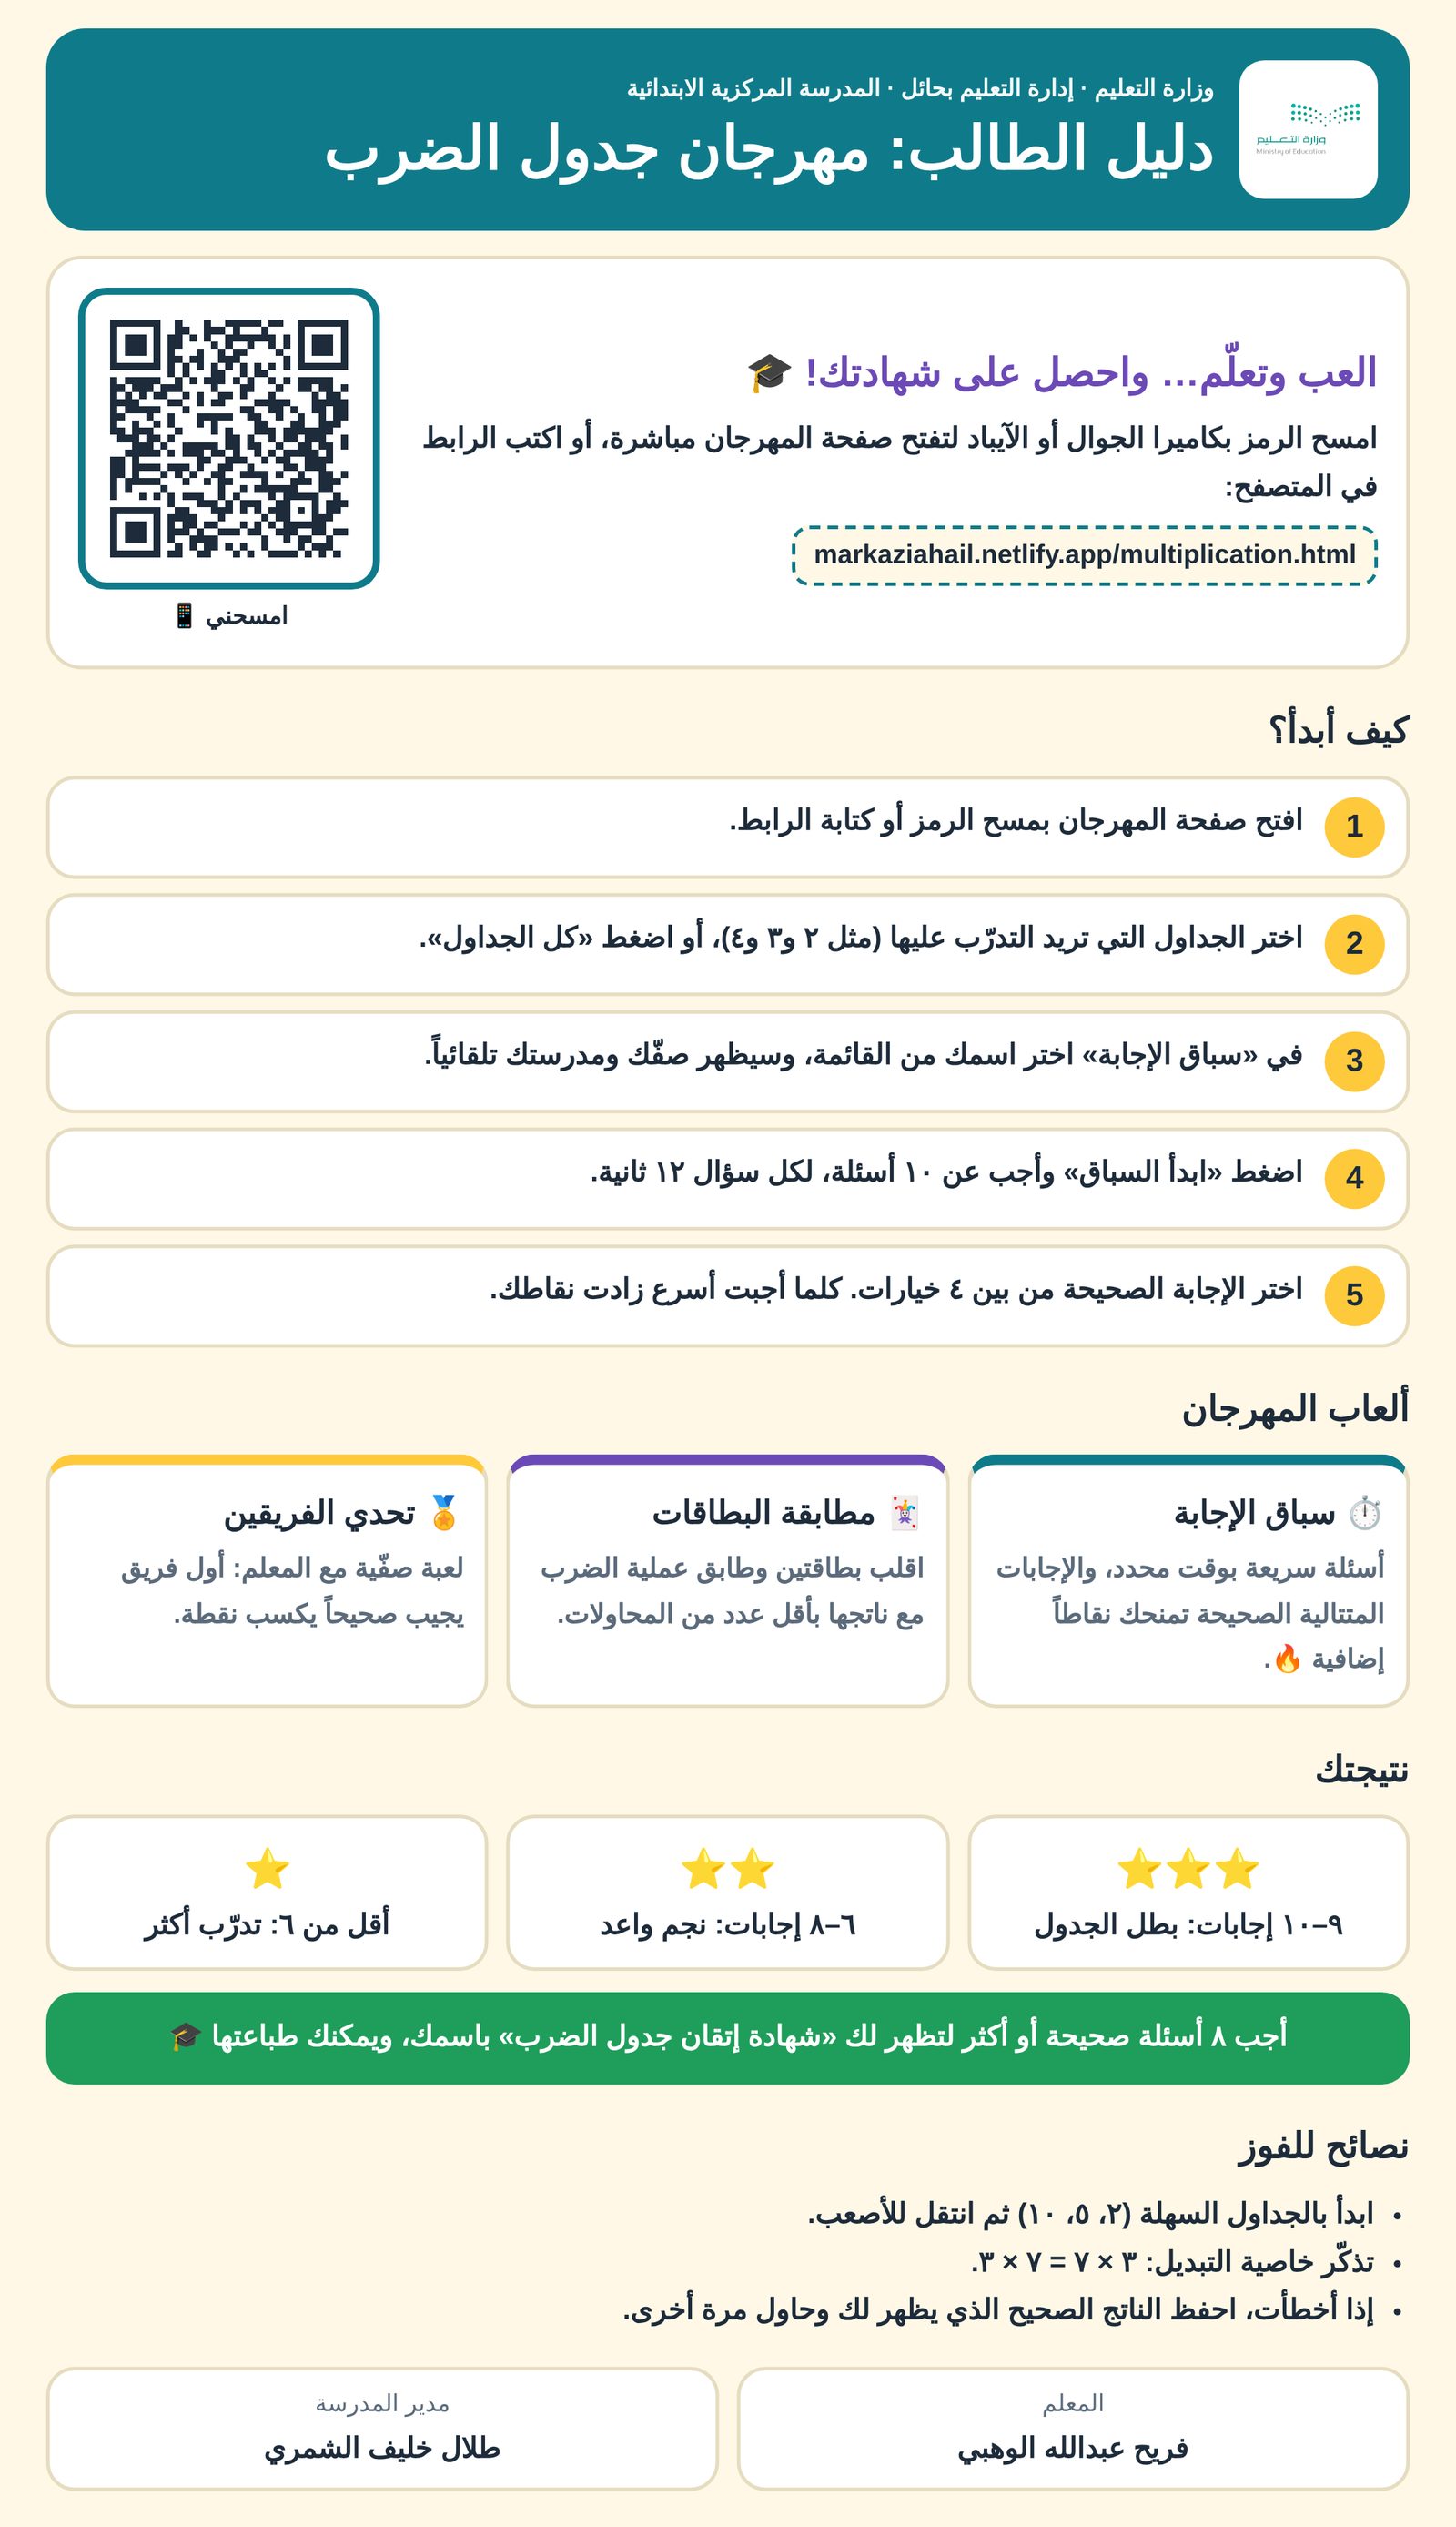 وزارة التعليم
Ministry of Education
وزارة التعليم · إدارة التعليم بحائل · المدرسة المركزية الابتدائية
دليل الطالب: مهرجان جدول الضرب
العب وتعلّم... واحصل على شهادتك! 🎓
امسح الرمز بكاميرا الجوال أو الآيباد لتفتح صفحة المهرجان مباشرة، أو اكتب الرابط
في المتصفح:
markaziahail.netlify.app/multiplication.html
امسحني 📱
كيف أبدأ؟
1 افتح صفحة المهرجان بمسح الرمز أو كتابة الرابط.
2 اختر الجداول التي تريد التدرّب عليها (مثل ٢ و٣ و٤)، أو اضغط «كل الجداول».
3 في «سباق الإجابة» اختر اسمك من القائمة، وسيظهر صفّك ومدرستك تلقائياً.
4 اضغط «ابدأ السباق» وأجب عن ١٠ أسئلة، لكل سؤال ١٢ ثانية.
5 اختر الإجابة الصحيحة من بين ٤ خيارات. كلما أجبت أسرع زادت نقاطك.
ألعاب المهرجان
⏱️ سباق الإجابة
أسئلة سريعة بوقت محدد، والإجابات
المتتالية الصحيحة تمنحك نقاطاً
إضافية 🔥.
🃏 مطابقة البطاقات
اقلب بطاقتين وطابق عملية الضرب
مع ناتجها بأقل عدد من المحاولات.
🏅 تحدي الفريقين
لعبة صفّية مع المعلم: أول فريق
يجيب صحيحاً يكسب نقطة.
نتيجتك
⭐⭐⭐
٩–١٠ إجابات: بطل الجدول
⭐⭐
٦–٨ إجابات: نجم واعد
⭐
أقل من ٦: تدرّب أكثر
أجب ٨ أسئلة صحيحة أو أكثر لتظهر لك «شهادة إتقان جدول الضرب» باسمك، ويمكنك طباعتها 🎓
نصائح للفوز
• ابدأ بالجداول السهلة (٢، ٥، ١٠) ثم انتقل للأصعب.
• تذكّر خاصية التبديل: ٣ × ٧ = ٧ × ٣.
• إذا أخطأت، احفظ الناتج الصحيح الذي يظهر لك وحاول مرة أخرى.
المعلم
فريح عبدالله الوهبي
مدير المدرسة
طلال خليف الشمري